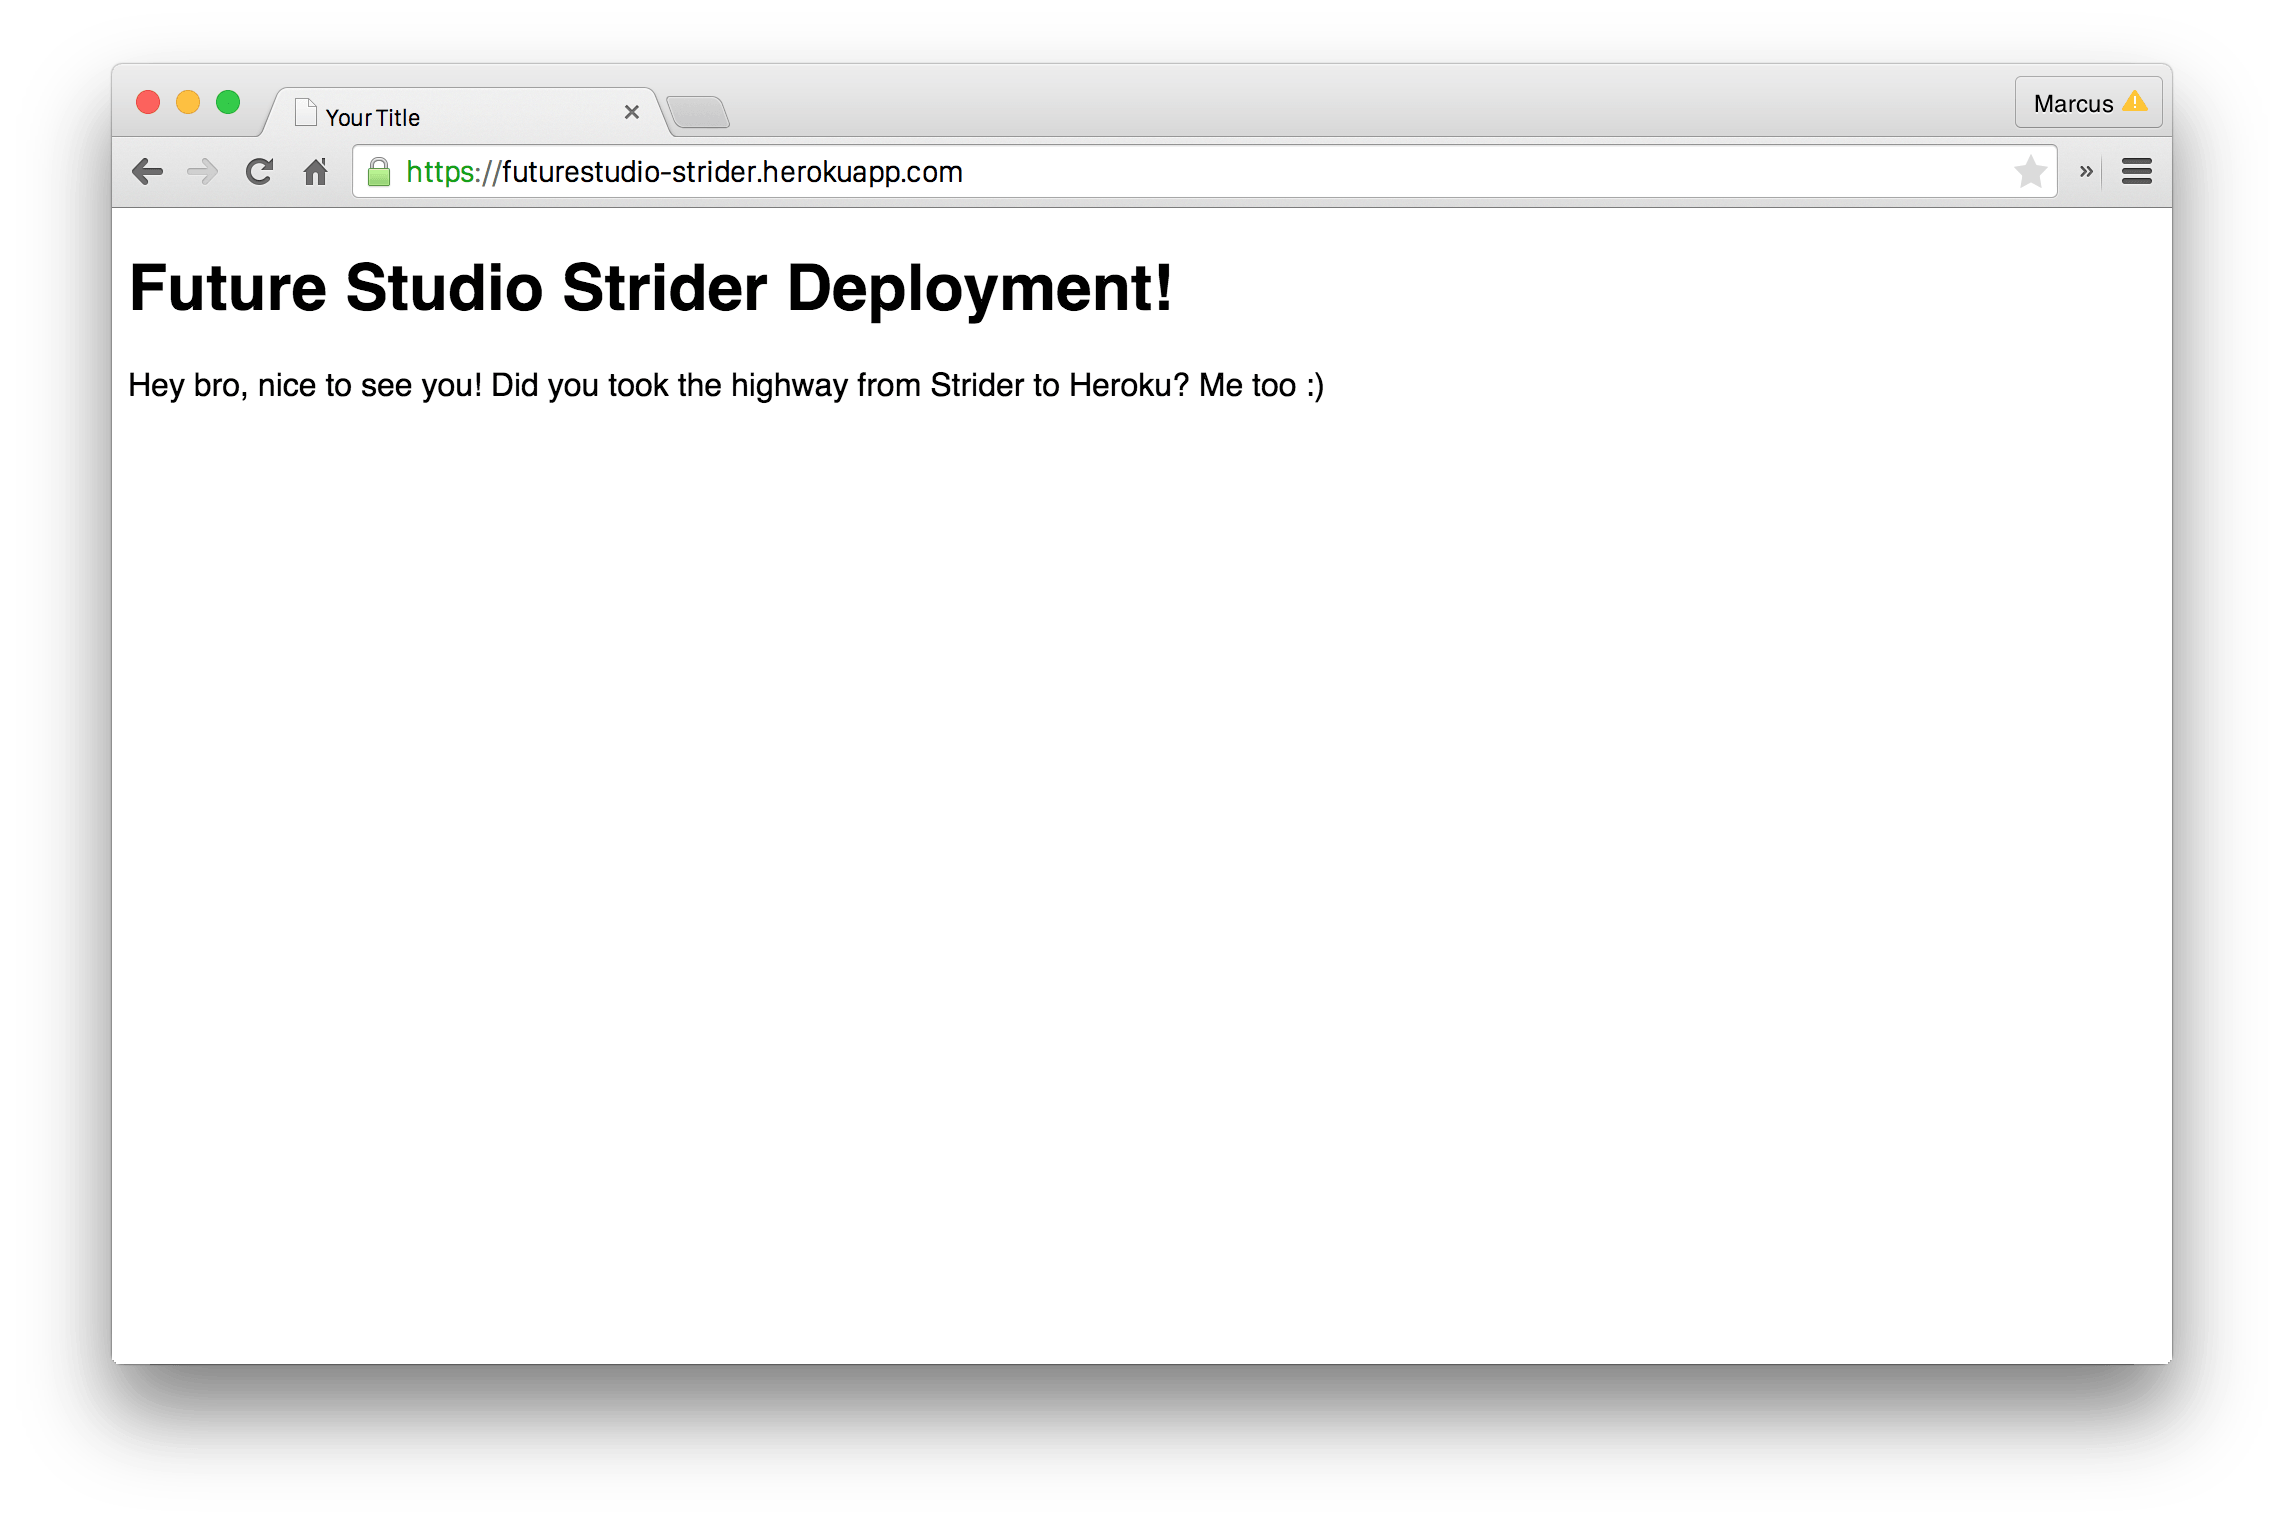 Your Title
Marcus
https://futurestudio-strider.herokuapp.com
Future Studio Strider Deployment!
Hey bro, nice to see you! Did you took the highway from Strider to Heroku? Me too :)